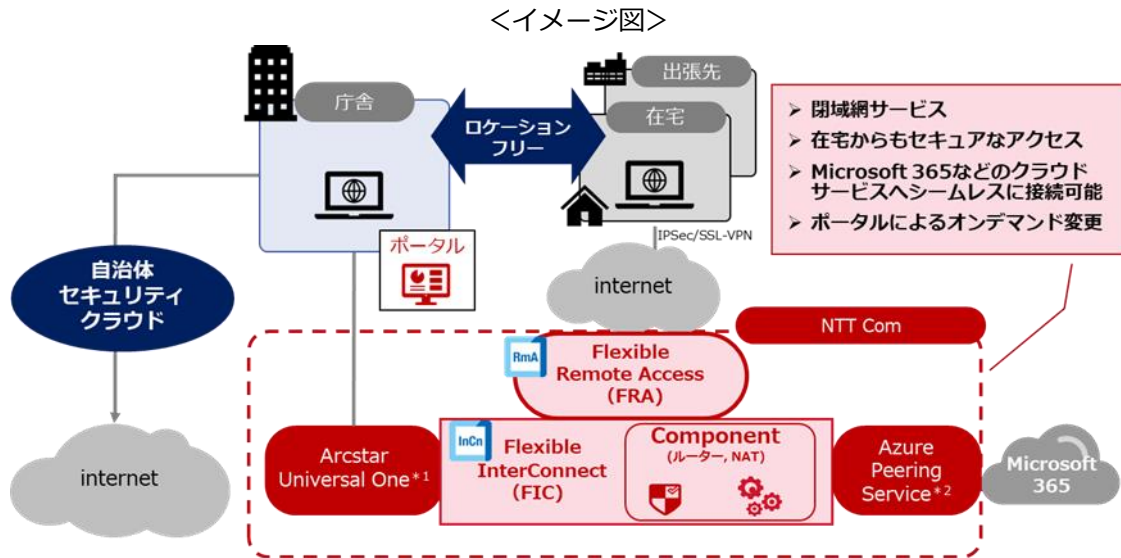 ＜イメージ図＞
庁舎
出張先
在宅
ロケーション
フリー
➢ 閉域網サービス
➢ 在宅からもセキュアなアクセス
➢ Microsoft 365などのクラウド
サービスへシームレスに接続可能
➢ ポータルによるオンデマンド変更
ポータル
IPSec/SSL-VPN
自治体
セキュリティ
クラウド
internet
NTT Com
RmA
Flexible
Remote Access
(FRA)
internet
Arcstar
Universal One*1
InCn
Flexible
InterConnect
(FIC)
Component
(ルーター, NAT)
Azure
Peering
Service*2
Microsoft
365